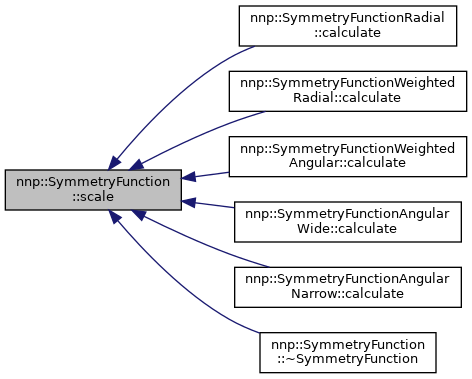 nnp::SymmetryFunctionRadial
::calculate
nnp::SymmetryFunctionWeighted
Radial::calculate
nnp::SymmetryFunctionWeighted
Angular::calculate
nnp::SymmetryFunction
::scale
nnp::SymmetryFunctionAngular
Wide::calculate
nnp::SymmetryFunctionAngular
Narrow::calculate
nnp::SymmetryFunction
::~SymmetryFunction